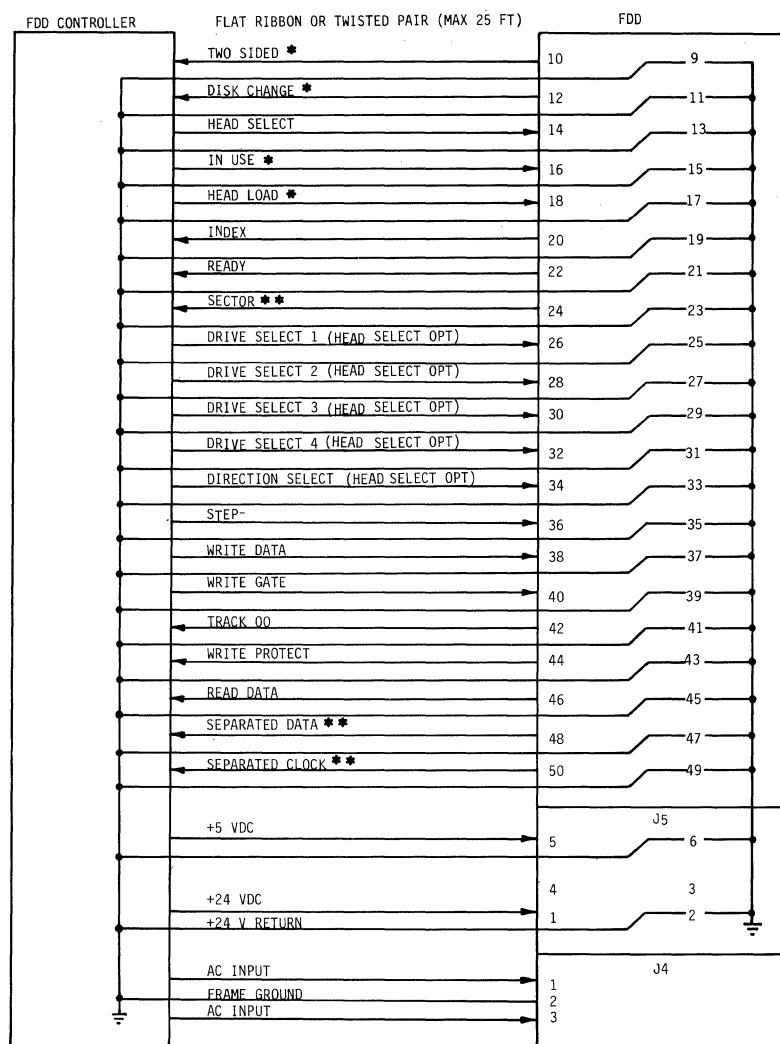 FDD CONTROLLER FLAT RIBBON OR TWISTED PAIR (MAX 25 FT) FDD
TWO SIDED * 10 9
DISK CHANGE * 12 11
HEAD SELECT 14 13
IN USE * 16 15
HEAD LOAD * 18 17
INDEX 20 19
READY 22 21
SECTOR ** 24 23
DRIVE SELECT 1 (HEAD SELECT OPT) 26 25
DRIVE SELECT 2 (HEAD SELECT OPT) 28 27
DRIVE SELECT 3 (HEAD SELECT OPT) 30 29
DRIVE SELECT 4 (HEAD SELECT OPT) 32 31
DIRECTION SELECT (HEAD SELECT OPT) 34 33
STEP- 36 35
WRITE DATA 38 37
WRITE GATE 40 39
TRACK 00 42 41
WRITE PROTECT 44 43
READ DATA 46 45
SEPARATED DATA ** 48 47
SEPARATED CLOCK ** 50 49
J5
+5 VDC 5 6
4 3
+24 VDC 1 2
+24 V RETURN
J4
AC INPUT 1
FRAME GROUND 2
AC INPUT 3